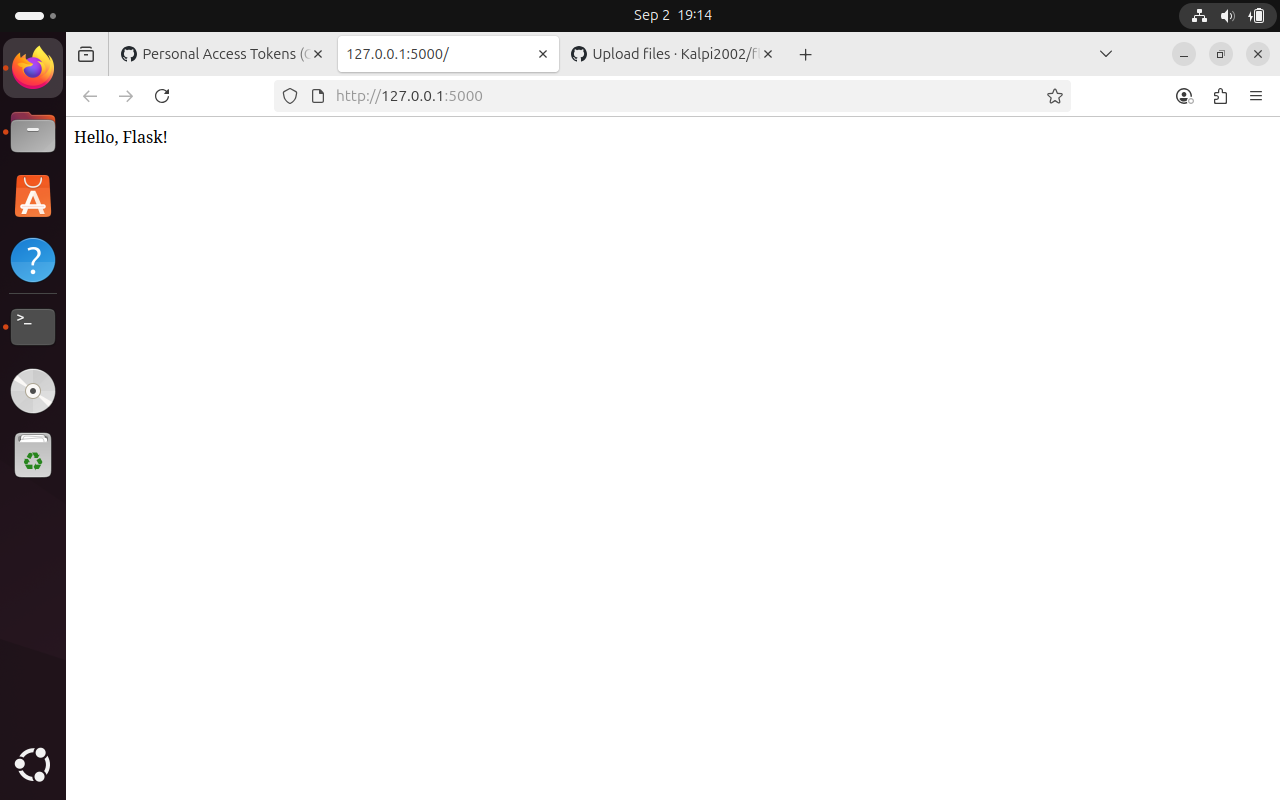 Sep 2 19:14
Personal Access Tokens (
127.0.0.1:5000/
Upload files · Kalpi2002/fl
http://127.0.0.1:5000
Hello, Flask!
>_